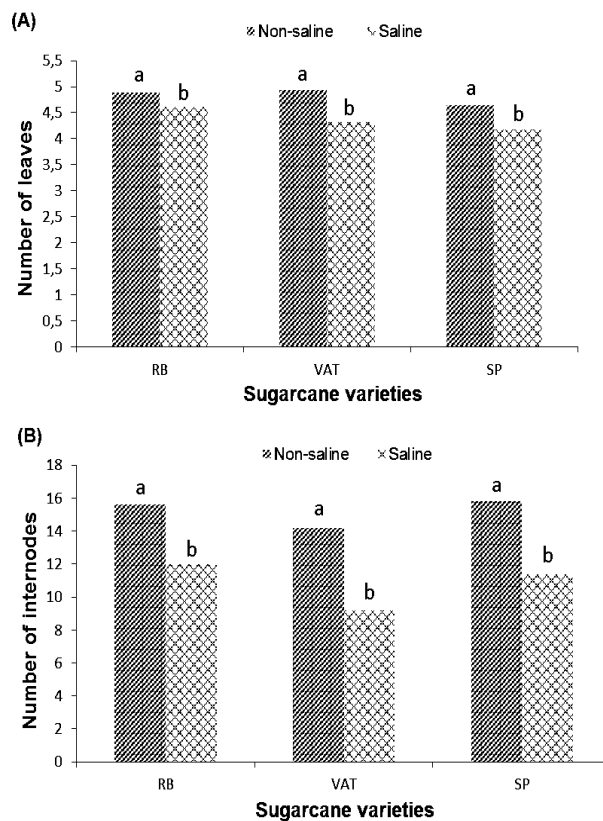 (A)
Non-saline Saline
5,5
5
4,5
4
3,5
3
2,5
2
1,5
1
0,5
0
Number of leaves
a b a b a b
RB VAT SP
Sugarcane varieties
(B)
Non-saline Saline
18
16
14
12
10
8
6
4
2
0
Number of internodes
a b a b a b
RB VAT SP
Sugarcane varieties